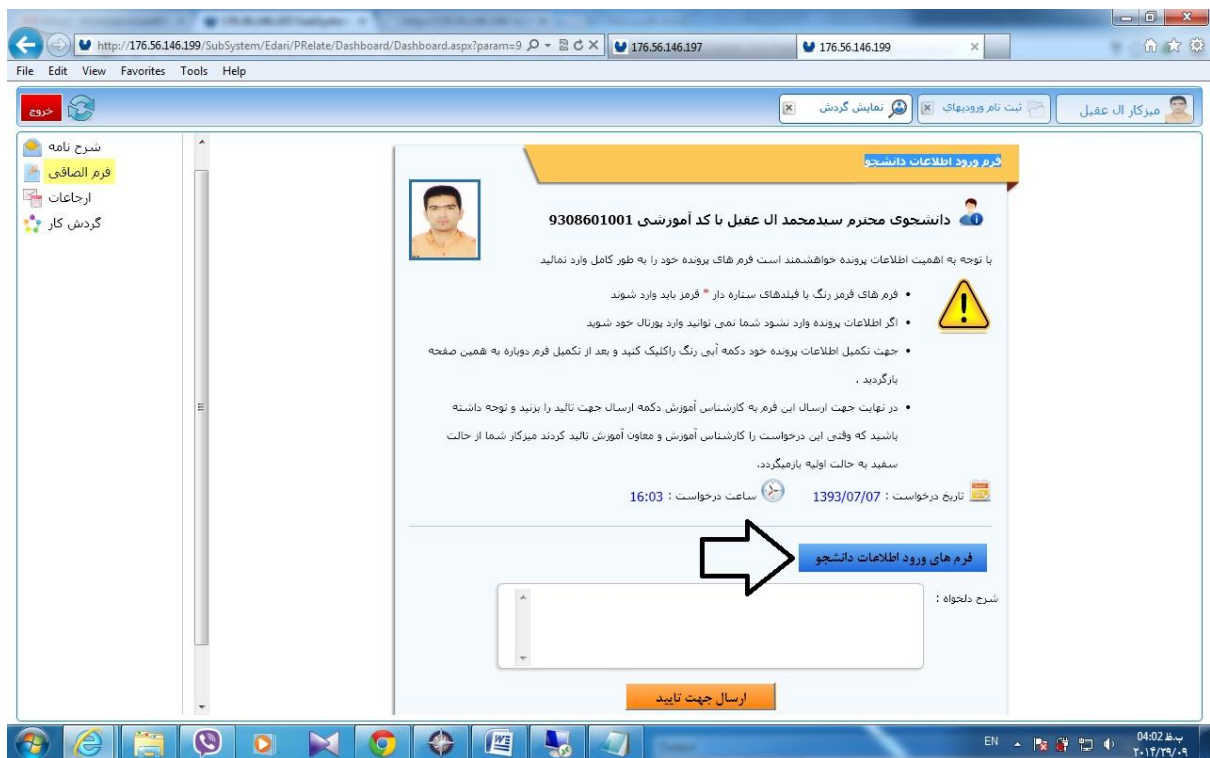 http://176.56.146.199/SubSystem/Edari/PRelate/Dashboard/Dashboard.aspx?param=9
176.56.146.197
176.56.146.199
File Edit View Favorites Tools Help
میزکار ال عقیل
ثبت نام ورودیهای
نمایش گردش
خروج
شرح نامه
فرم الصاقی
ارجاعات
گردش کار
فرم ورود اطلاعات دانشجو
دانشجوی محترم سیدمحمد ال عقیل با کد آموزشی 9308601001
با توجه به اهمیت اطلاعات پرونده خواهشمند است فرم های پرونده خود را به طور کامل وارد نمائید
• فرم های قرمز رنگ با فیلدهای ستاره دار * قرمز باید وارد شوند
• اگر اطلاعات پرونده وارد نشود شما نمی توانید وارد پورتال خود شوید
• جهت تکمیل اطلاعات پرونده خود دکمه آبی رنگ راکلیک کنید و بعد از تکمیل فرم دوباره به همین صفحه
بازگردید .
• در نهایت جهت ارسال این فرم به کارشناس آموزش دکمه ارسال جهت تائید را بزنید و توجه داشته
باشید که وقتی این درخواست را کارشناس آموزش و معاون آموزش تائید کردند میزکار شما از حالت
سفید به حالت اولیه بازمیگردد.
تاریخ درخواست : 1393/07/07 ساعت درخواست : 16:03
فرم های ورود اطلاعات دانشجو
شرح دلخواه :
ارسال جهت تایید
EN
04:02 ب.ظ
۲۰۱۴/۲۹/۰۹